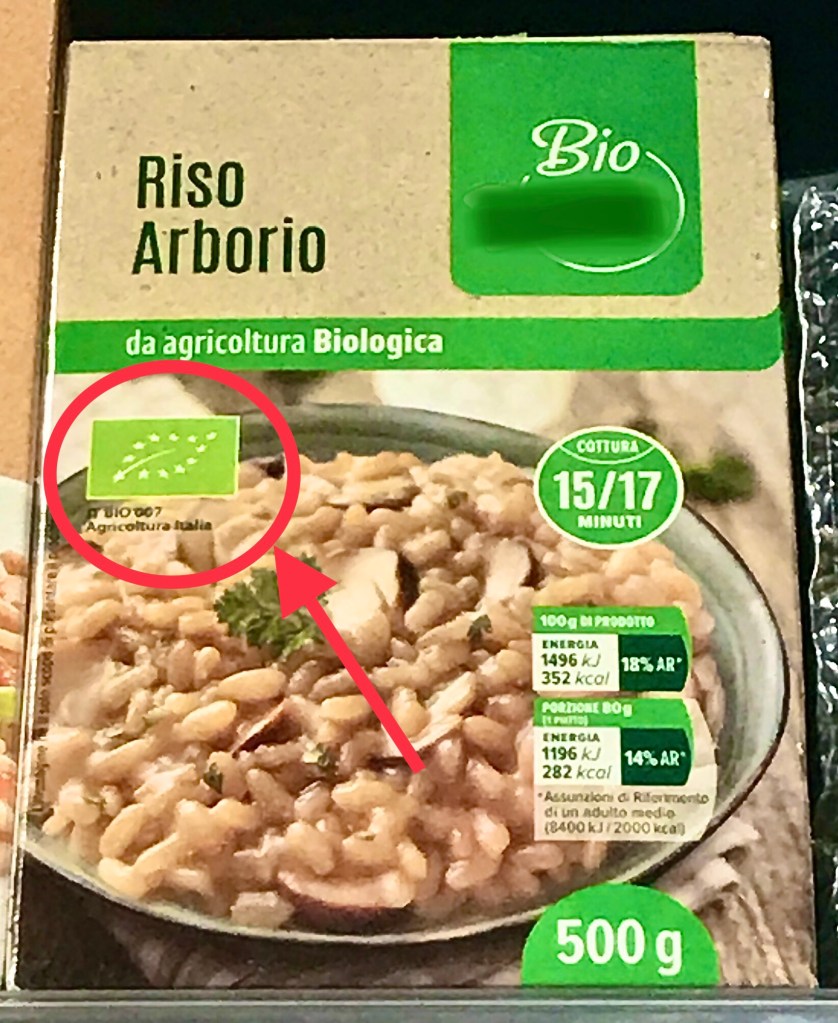 Bio
Riso
Arborio
da agricoltura Biologica
IT BIO 007
Agricoltura Italia
COTTURA
15/17
MINUTI
100g DI PRODOTTO
ENERGIA
1496 kJ
352 kcal
18% AR*
PORZIONE 80g
(1 PIATTO)
ENERGIA
1196 kJ
282 kcal
14% AR*
*Assunzioni di Riferimento
di un adulto medio
(8400 kJ / 2000 kcal)
500 g